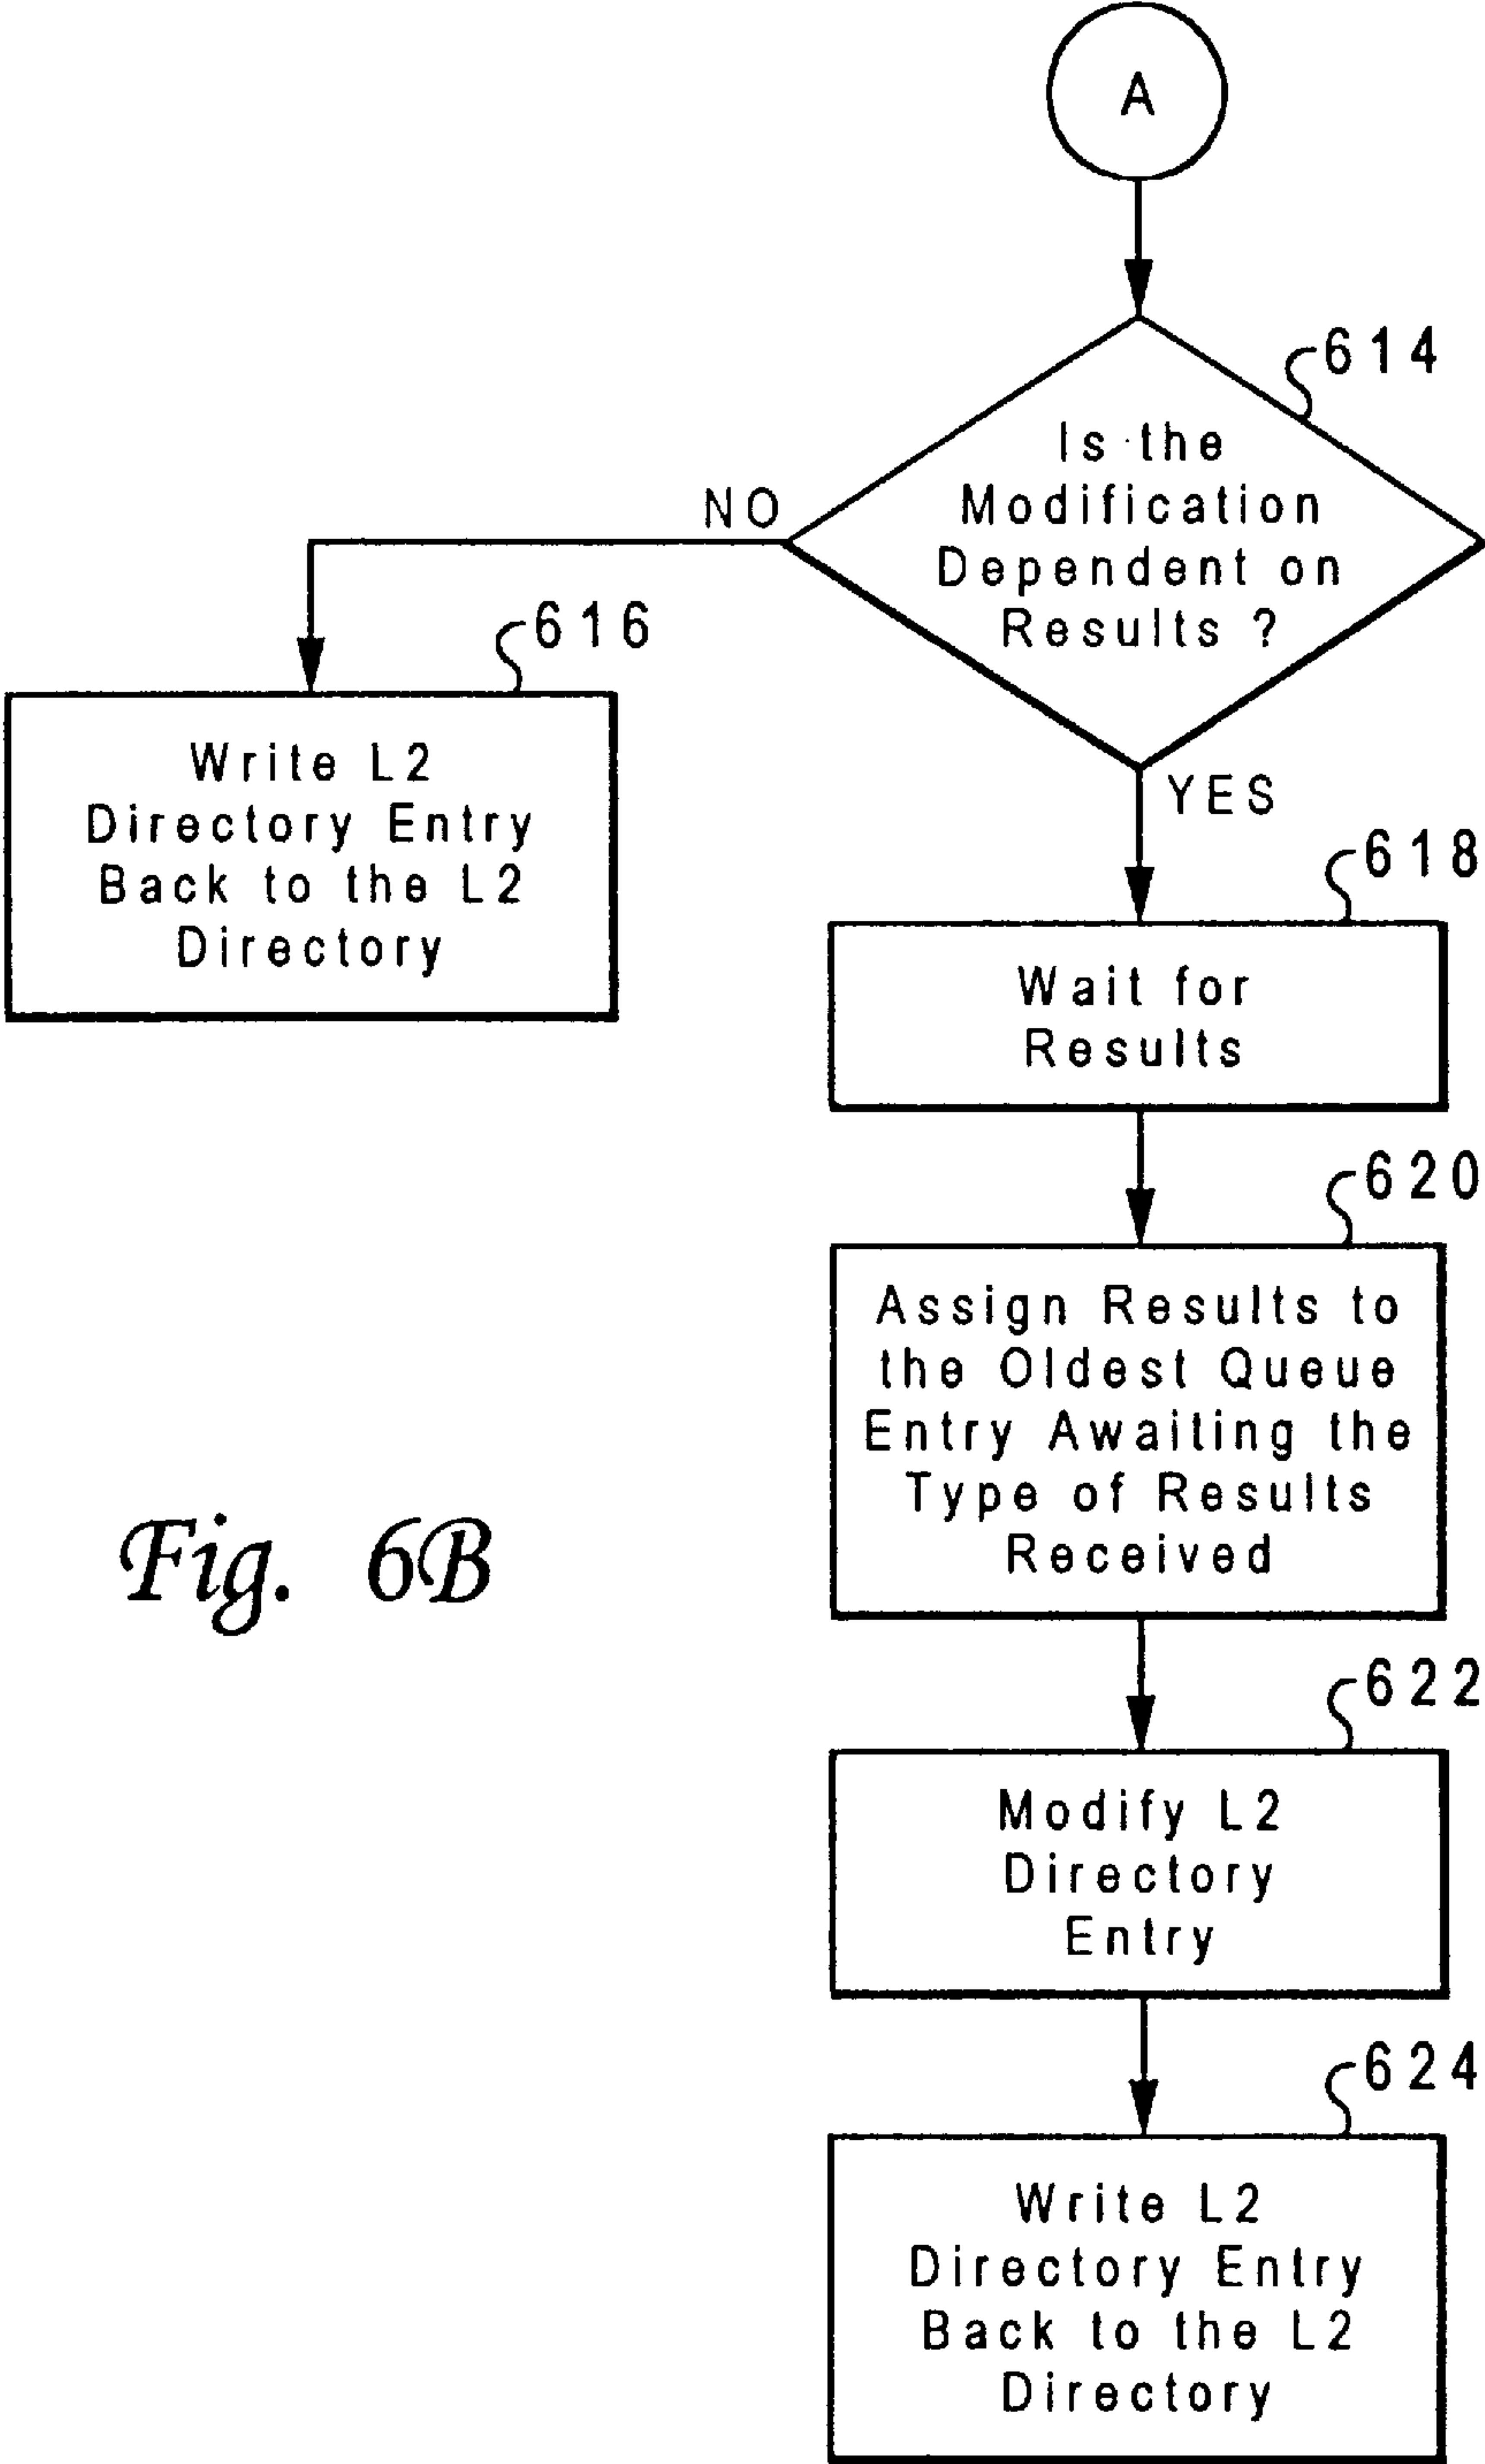 A
614
Is the
Modification
Dependent on
Results ?
NO
616
Write L2
Directory Entry
Back to the L2
Directory
YES
618
Wait for
Results
620
Assign Results to
the Oldest Queue
Entry Awaiting the
Type of Results
Received
622
Modify L2
Directory
Entry
624
Write L2
Directory Entry
Back to the L2
Directory
Fig. 6B